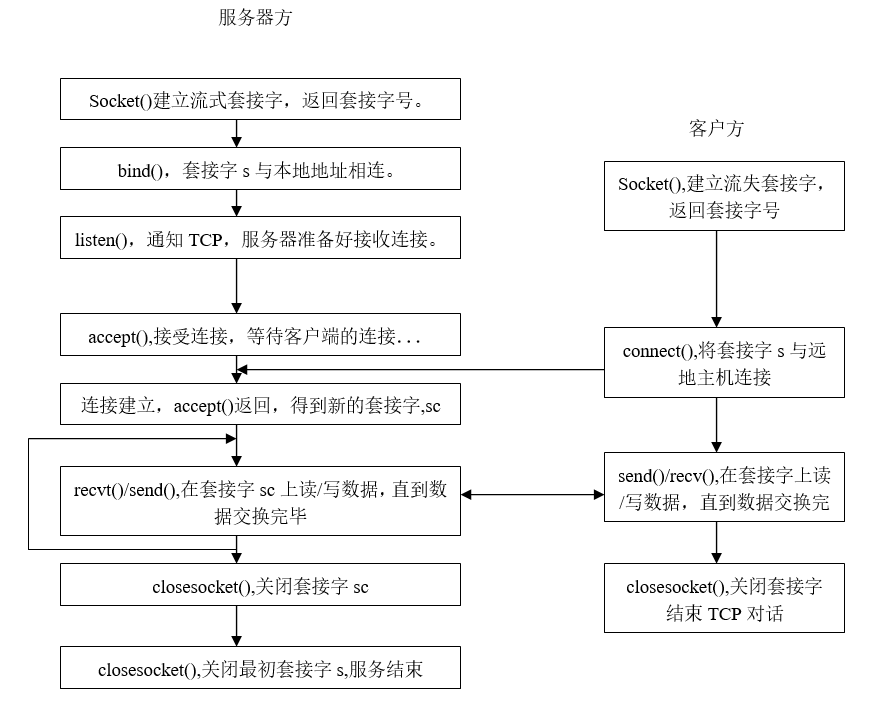 服务器方
Socket()建立流式套接字，返回套接字号。
bind()，套接字 s 与本地地址相连。
listen()，通知 TCP，服务器准备好接收连接。
accept(),接受连接，等待客户端的连接...
连接建立，accept()返回，得到新的套接字,sc
recvt()/send(),在套接字 sc 上读/写数据，直到数
据交换完毕
closesocket(),关闭套接字 sc
closesocket(),关闭最初套接字 s,服务结束
客户方
Socket(),建立流失套接字，
返回套接字号
connect(),将套接字 s 与远
地主机连接
send()/recv(),在套接字上读
/写数据，直到数据交换完
closesocket(),关闭套接字
结束 TCP 对话